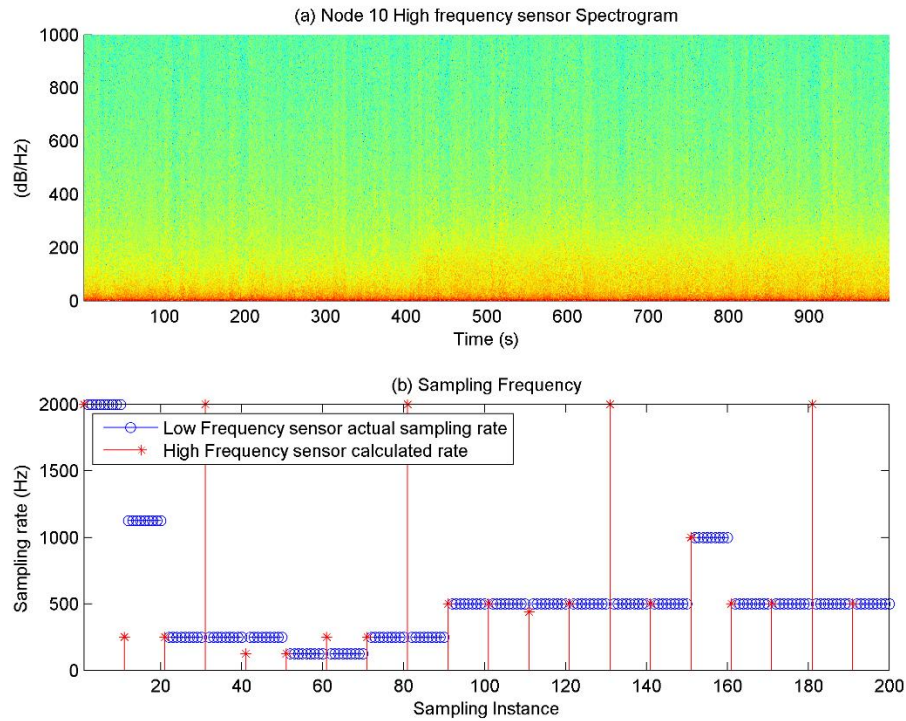 (a) Node 10 High frequency sensor Spectrogram
1000
800
600
400
200
0
(dB/Hz)
100 200 300 400 500 600 700 800 900
Time (s)
(b) Sampling Frequency
2000
1500
1000
500
0
Sampling rate (Hz)
Low Frequency sensor actual sampling rate
High Frequency sensor calculated rate
20 40 60 80 100 120 140 160 180 200
Sampling Instance